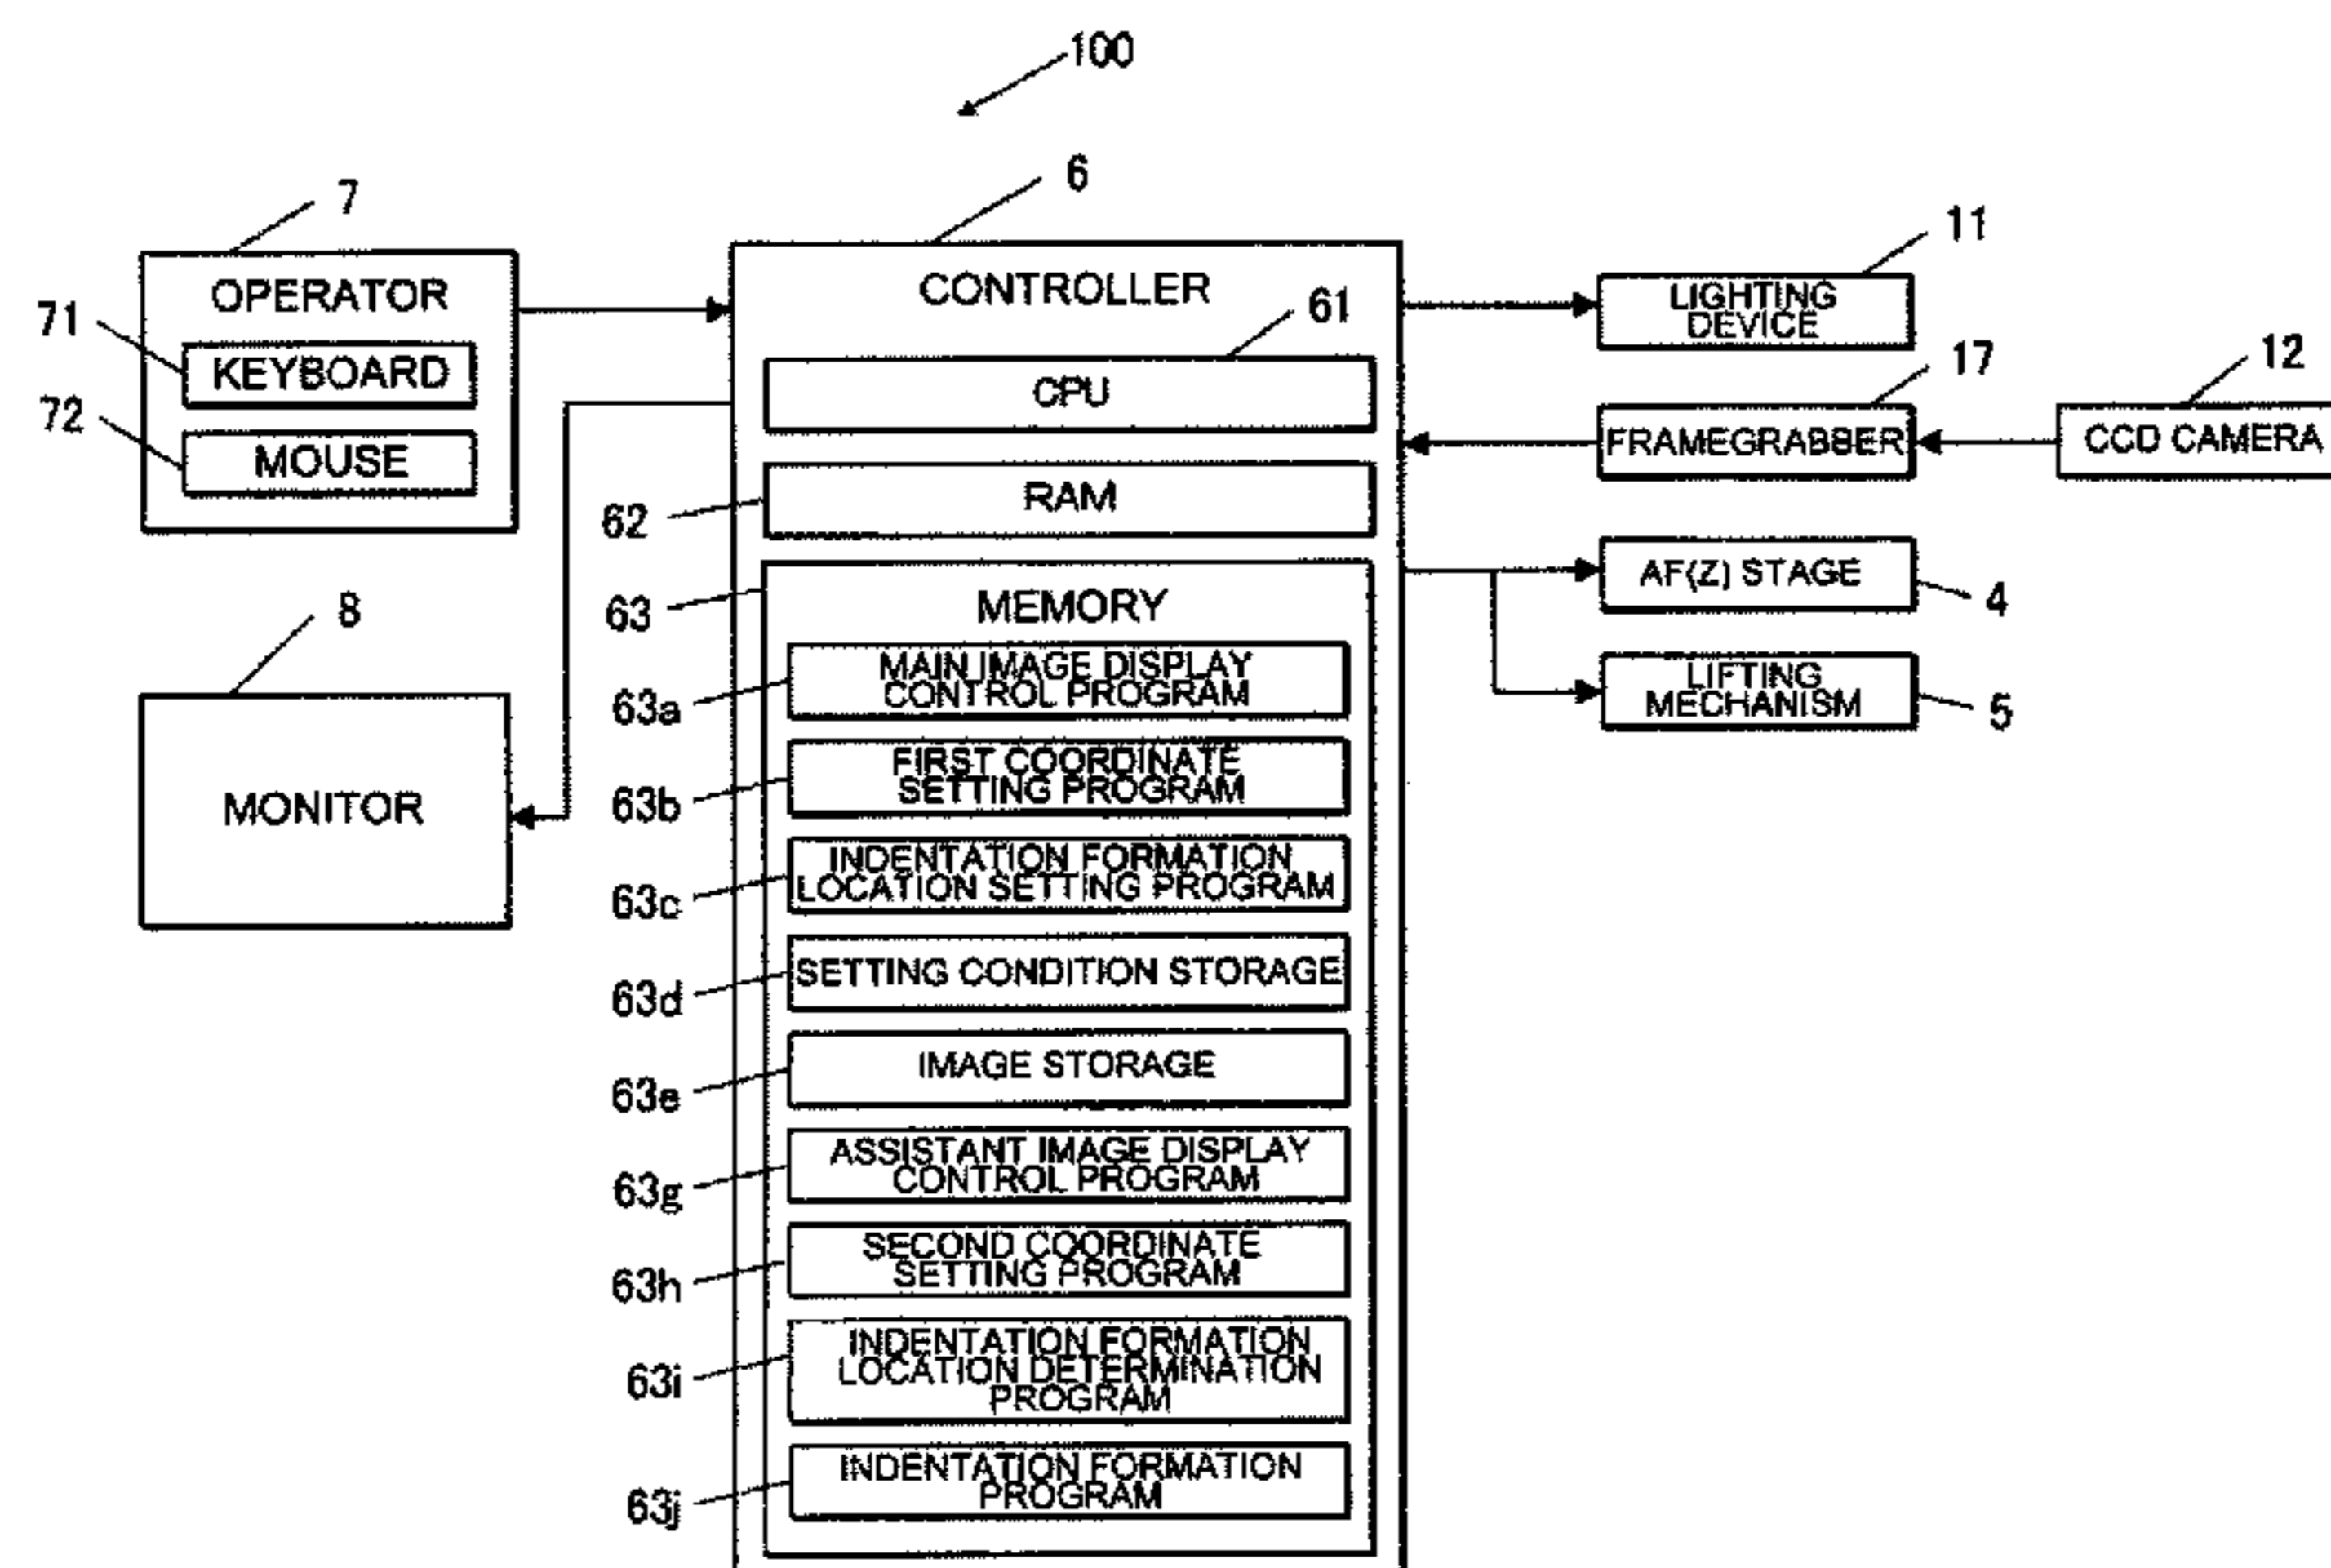 100
6
7
OPERATOR
71
KEYBOARD
72
MOUSE
8
MONITOR
CONTROLLER
61
CPU
62
RAM
63
MEMORY
63a
MAIN IMAGE DISPLAY
CONTROL PROGRAM
63b
FIRST COORDINATE
SETTING PROGRAM
63c
INDENTATION FORMATION
LOCATION SETTING PROGRAM
63d
SETTING CONDITION STORAGE
63e
IMAGE STORAGE
63g
ASSISTANT IMAGE DISPLAY
CONTROL PROGRAM
63h
SECOND COORDINATE
SETTING PROGRAM
63i
INDENTATION FORMATION
LOCATION DETERMINATION
PROGRAM
63j
INDENTATION FORMATION
PROGRAM
11
LIGHTING
DEVICE
17
FRAMEGRABBER
12
CCD CAMERA
AF(Z) STAGE
4
LIFTING
MECHANISM
5